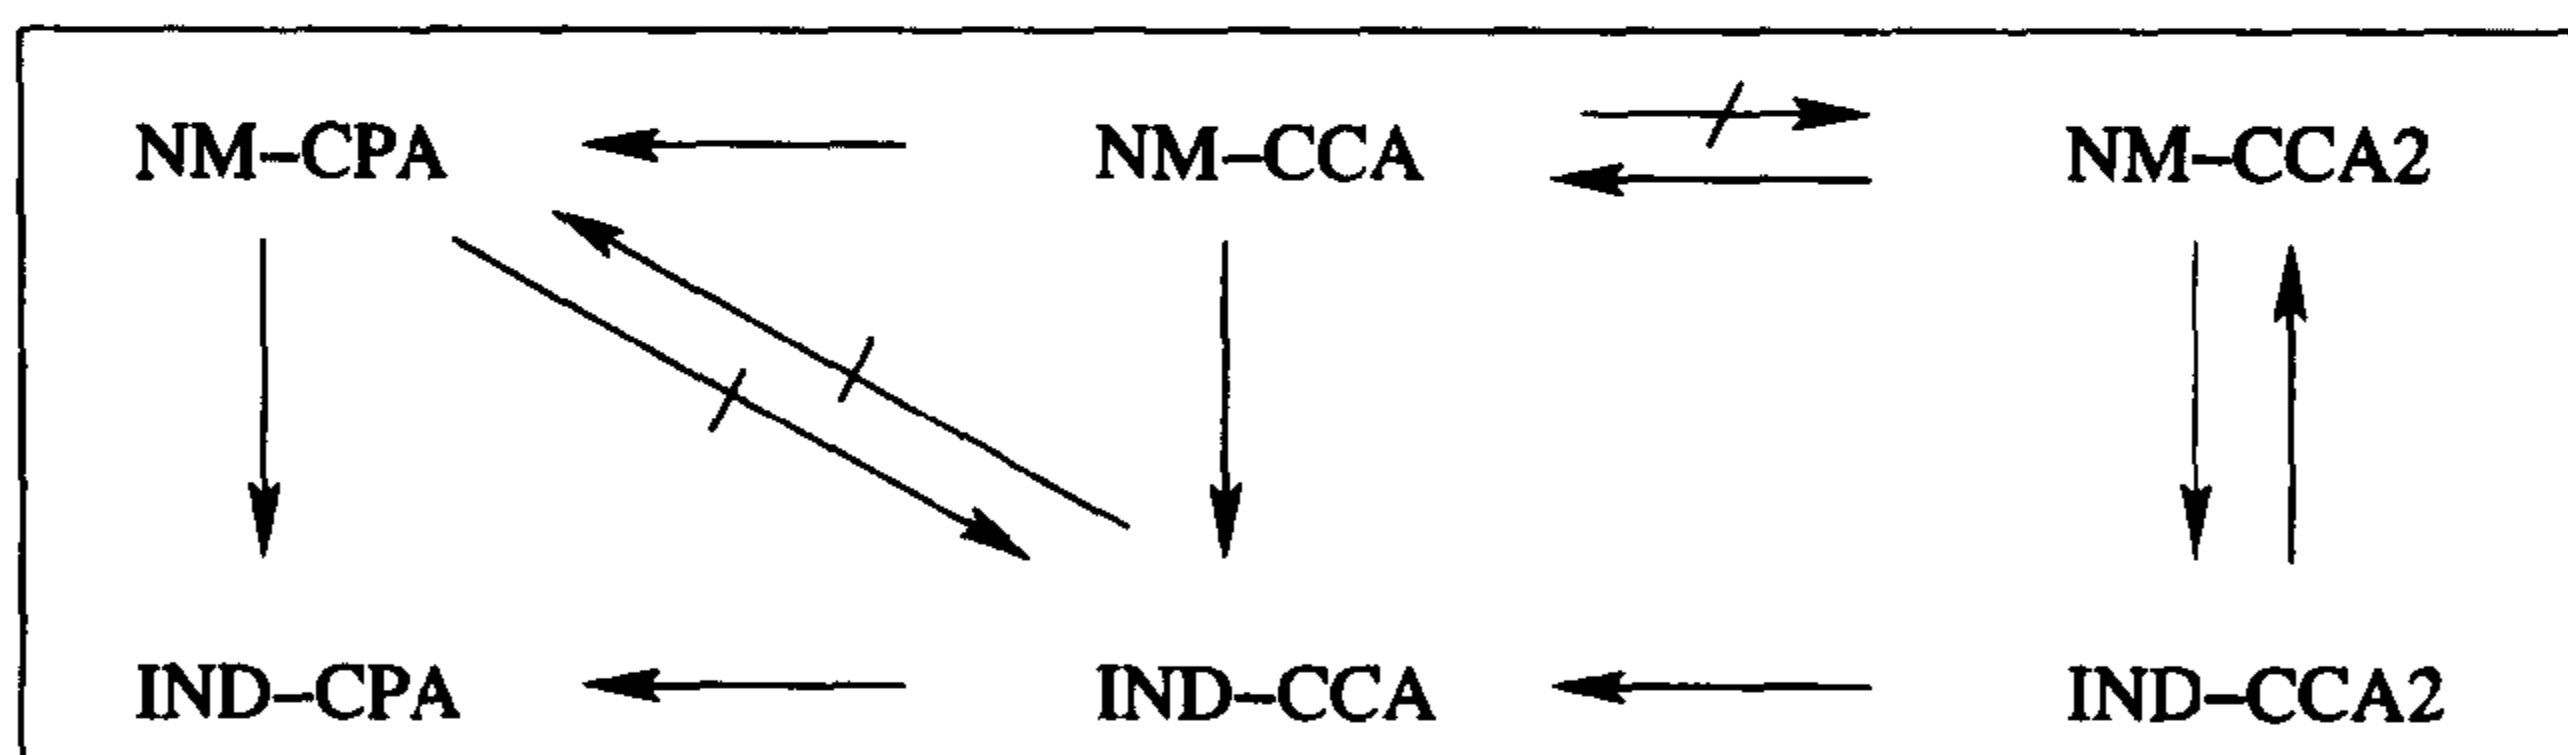 NM–CPA NM–CCA NM–CCA2
IND–CPA IND–CCA IND–CCA2